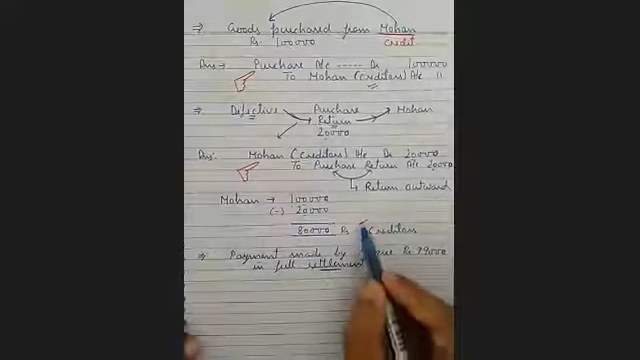 ⇒ Goods purchased from Mohan
Rs. 100000 credit
Ans→ Purchase A/c ----- Dr 100000
To Mohan (creditors) A/c 11
⇒ Defective Purchase Return → Mohan
20000
Ans: Mohan (creditors) A/c Dr 20000
To Purchase Return A/c 20000
→ Return outward
Mohan → 100000
(-) 20000
80000 Rs Creditors
⇒ Payment made by Rs. 79000
in full settlement